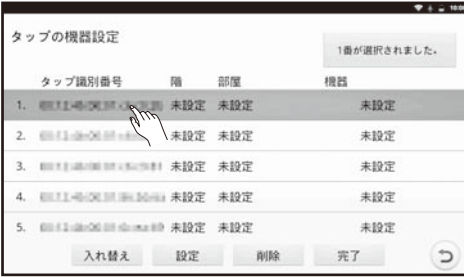 10:00
タップの機器設定
1番が選択されました。
タップ識別番号 階 部屋 機器
1. 未設定 未設定 未設定
2. 未設定 未設定 未設定
3. 未設定 未設定 未設定
4. 未設定 未設定 未設定
5. 未設定 未設定 未設定
入れ替え 設定 削除 完了